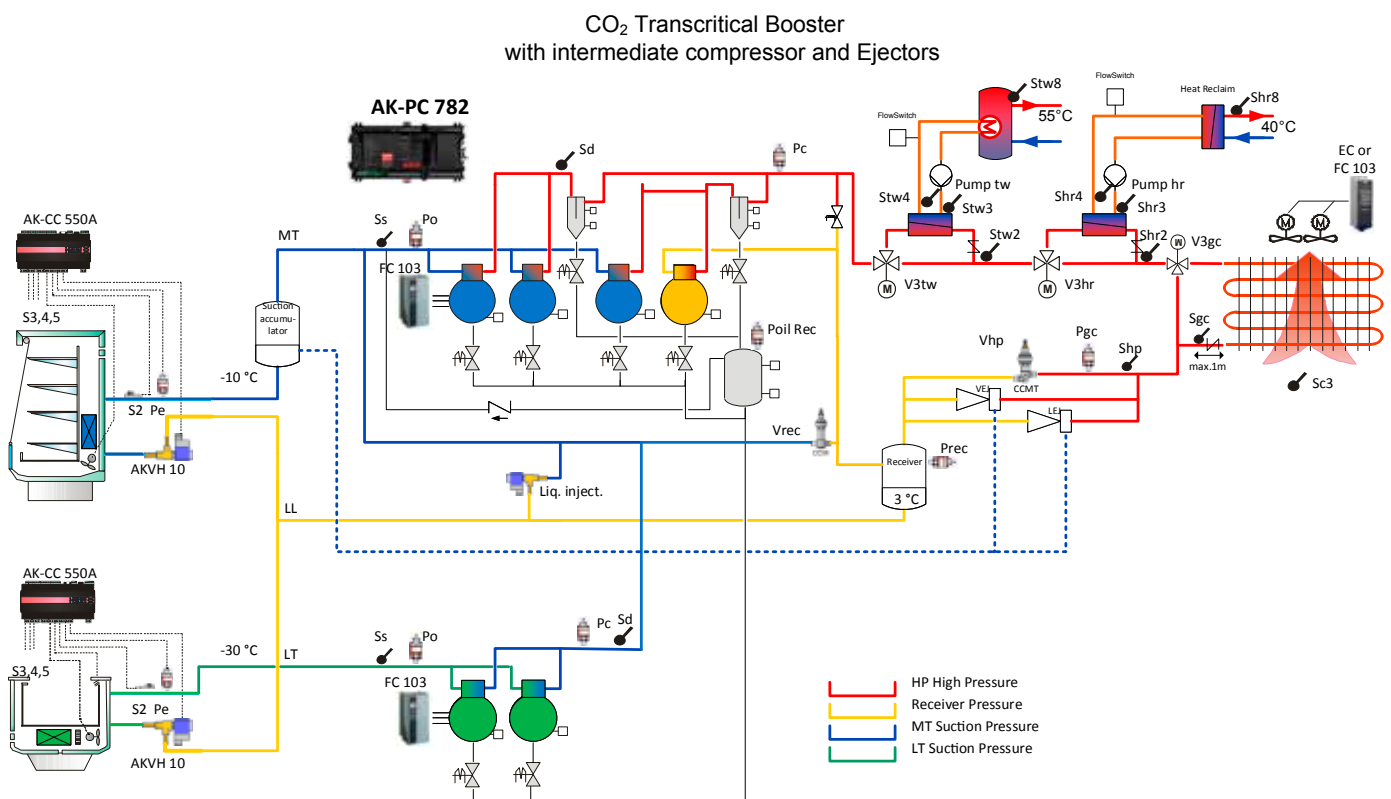 CO₂ Transcritical Booster
with intermediate compressor and Ejectors
AK-PC 782
Sd
Pc
FlowSwitch
Stw8
55°C
FlowSwitch
Heat Reclaim
Shr8
40°C
EC or
FC 103
M
M
AK-CC 550A
MT
Ss
Po
FC 103
Stw4
Pump tw
Stw3
Stw2
Shr4
Pump hr
Shr3
Shr2
M
V3gc
M
V3tw
M
V3hr
S3,4,5
Suction
accumu-
lator
Poil Rec
Vhp
CCMT
Pgc
Shp
Sgc
max.1m
Sc3
-10 °C
S2 Pe
AKVH 10
VEJ
LEJ
Vrec
Receiver
3 °C
Prec
Liq. inject.
LL
AK-CC 550A
S3,4,5
-30 °C
LT
Ss
Po
Pc
Sd
FC 103
S2 Pe
AKVH 10
HP High Pressure
Receiver Pressure
MT Suction Pressure
LT Suction Pressure